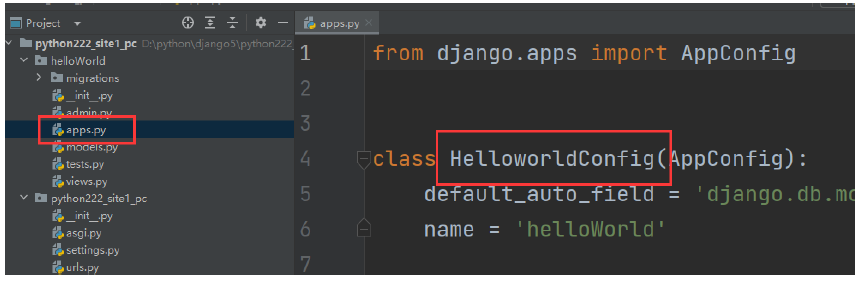 Project
python222_site1_pc D:\python\django5\python222_
helloWorld
migrations
__init__.py
admin.py
apps.py
models.py
tests.py
views.py
python222_site1_pc
__init__.py
asgi.py
settings.py
urls.py
apps.py
1 from django.apps import AppConfig
2
3
4 class HelloworldConfig(AppConfig):
5 default_auto_field = 'django.db.mo
6 name = 'helloWorld'
7